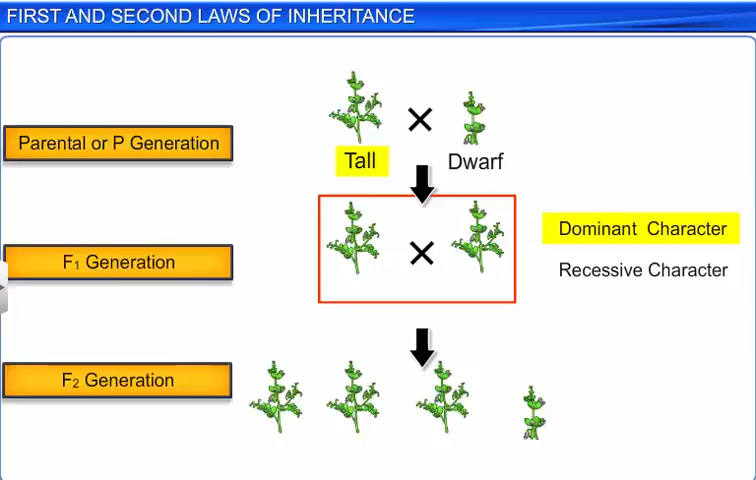 FIRST AND SECOND LAWS OF INHERITANCE
Parental or P Generation
Tall
Dwarf
F1 Generation
Dominant Character
Recessive Character
F2 Generation